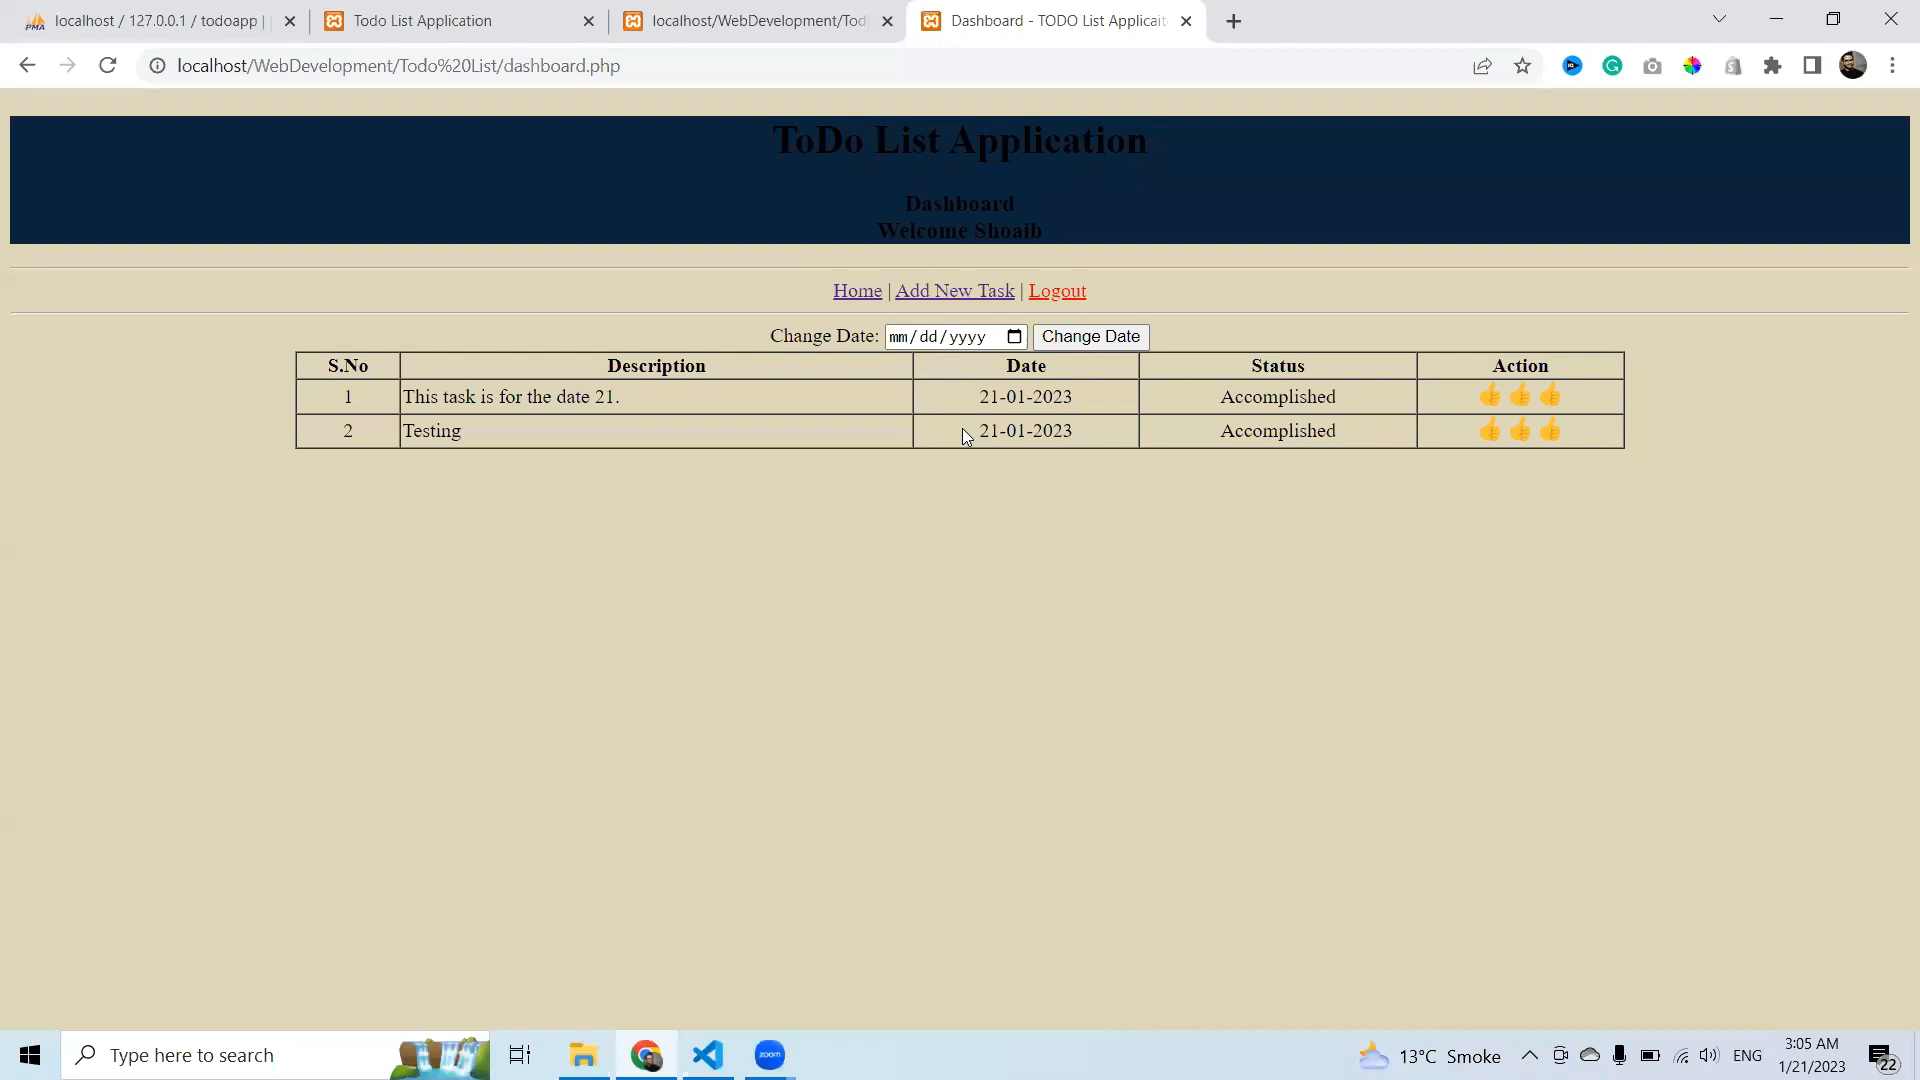 localhost / 127.0.0.1 / todoapp |
Todo List Application
localhost/WebDevelopment/Tod
Dashboard - TODO List Applicait
localhost/WebDevelopment/Todo%20List/dashboard.php
ToDo List Application
Dashboard
Welcome Shoaib
Home | Add New Task | Logout
Change Date: mm/dd/yyyy Change Date
S.No Description Date Status Action
1 This task is for the date 21. 21-01-2023 Accomplished 👍 👍 👍
2 Testing 21-01-2023 Accomplished 👍 👍 👍
Type here to search
zoom
13°C Smoke
ENG
3:05 AM
1/21/2023
22